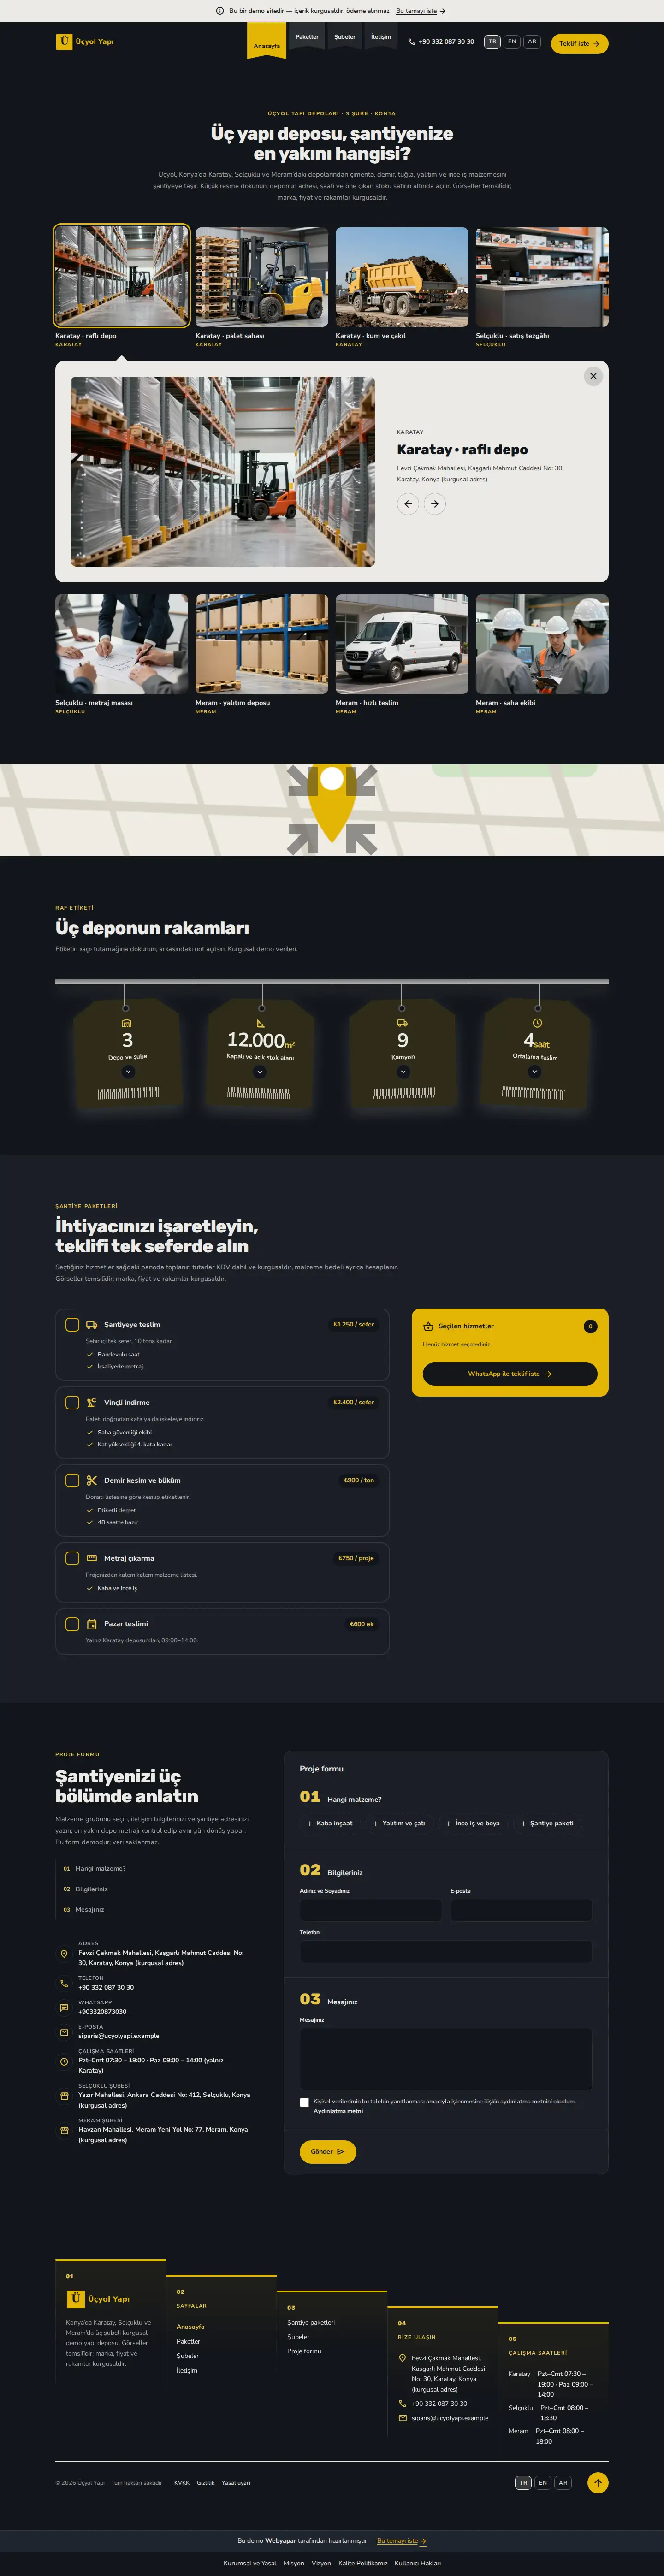 Bu bir demo sitedir — içerik kurgusaldır, ödeme alınmaz Bu temayı iste →
Ü Üçyol Yapı
Anasayfa
Paketler
Şubeler
İletişim
+90 332 087 30 30
TR EN AR
Teklif iste →
ÜÇYOL YAPI DEPOLARI · 3 ŞUBE · KONYA
Üç yapı deposu, şantiyenize
en yakını hangisi?
Üçyol, Konya'da Karatay, Selçuklu ve Meram'daki depolarından çimento, demir, tuğla, yalıtım ve ince iş malzemesini
şantiyeye taşır. Küçük resme dokunun; deponun adresi, saati ve öne çıkan stoku satırın altında açılır. Görseller temsilîdir;
marka, fiyat ve rakamlar kurgusaldır.
Karatay · raflı depo
KARATAY
Karatay · palet sahası
KARATAY
Karatay · kum ve çakıl
KARATAY
Selçuklu · satış tezgâhı
SELÇUKLU
KARATAY
Karatay · raflı depo
Fevzi Çakmak Mahallesi, Kaşgarlı Mahmut Caddesi No: 30,
Karatay, Konya (kurgusal adres)
Selçuklu · metraj masası
SELÇUKLU
Meram · yalıtım deposu
MERAM
Meram · hızlı teslim
MERAM
Meram · saha ekibi
MERAM
RAF ETİKETİ
Üç deponun rakamları
Etiketin «aç» tutamağına dokunun; arkasındaki not açılsın. Kurgusal demo verileri.
3
Depo ve şube
12.000m²
Kapalı ve açık stok alanı
9
Kamyon
4saat
Ortalama teslim
ŞANTİYE PAKETLERİ
İhtiyacınızı işaretleyin,
teklifi tek seferde alın
Seçtiğiniz hizmetler sağdaki panoda toplanır; tutarlar KDV dahil ve kurgusaldır, malzeme bedeli ayrıca hesaplanır.
Görseller temsilîdir; marka, fiyat ve rakamlar kurgusaldır.
Şantiyeye teslim
₺1.250 / sefer
Şehir içi tek sefer, 10 tona kadar.
Randevulu saat
İrsaliyede metraj
Vinçli indirme
₺2.400 / sefer
Paleti doğrudan kata ya da iskeleye indiririz.
Saha güvenliği ekibi
Kat yüksekliği 4. kata kadar
Demir kesim ve büküm
₺900 / ton
Donatı listesine göre kesilip etiketlenir.
Etiketli demet
48 saatte hazır
Metraj çıkarma
₺750 / proje
Projenizden kalem kalem malzeme listesi.
Kaba ve ince iş
Pazar teslimi
₺600 ek
Yalnız Karatay deposundan, 09:00–14:00.
Seçilen hizmetler
0
Henüz hizmet seçmediniz.
WhatsApp ile teklif iste →
PROJE FORMU
Şantiyenizi üç
bölümde anlatın
Malzeme grubunu seçin, iletişim bilgilerinizi ve şantiye adresinizi
yazın; en yakın depo metrajı kontrol edip aynı gün dönüş yapar.
Bu form demodur; veri saklanmaz.
01 Hangi malzeme?
02 Bilgileriniz
03 Mesajınız
ADRES
Fevzi Çakmak Mahallesi, Kaşgarlı Mahmut Caddesi No:
30, Karatay, Konya (kurgusal adres)
TELEFON
+90 332 087 30 30
WHATSAPP
+903320873030
E-POSTA
siparis@ucyolyapi.example
ÇALIŞMA SAATLERİ
Pzt–Cmt 07:30 – 19:00 · Paz 09:00 – 14:00 (yalnız
Karatay)
SELÇUKLU ŞUBESİ
Yazır Mahallesi, Ankara Caddesi No: 412, Selçuklu, Konya
(kurgusal adres)
MERAM ŞUBESİ
Havzan Mahallesi, Meram Yeni Yol No: 77, Meram, Konya
(kurgusal adres)
Proje formu
01 Hangi malzeme?
+ Kaba inşaat
+ Yalıtım ve çatı
+ İnce iş ve boya
+ Şantiye paketi
02 Bilgileriniz
Adınız ve Soyadınız
E-posta
Telefon
03 Mesajınız
Mesajınız
Kişisel verilerimin bu talebin yanıtlanması amacıyla işlenmesine ilişkin aydınlatma metnini okudum.
Aydınlatma metni
Gönder
01
Ü Üçyol Yapı
Konya'da Karatay, Selçuklu ve
Meram'da üç şubeli kurgusal
demo yapı deposu. Görseller
temsilîdir; marka, fiyat ve
rakamlar kurgusaldır.
02
SAYFALAR
Anasayfa
Paketler
Şubeler
İletişim
03
Şantiye paketleri
Şubeler
Proje formu
04
BİZE ULAŞIN
Fevzi Çakmak Mahallesi,
Kaşgarlı Mahmut Caddesi
No: 30, Karatay, Konya
(kurgusal adres)
+90 332 087 30 30
siparis@ucyolyapi.example
05
ÇALIŞMA SAATLERİ
Karatay Pzt–Cmt 07:30 –
19:00 · Paz 09:00 –
14:00
Selçuklu Pzt–Cmt 08:00 –
18:30
Meram Pzt–Cmt 08:00 –
18:00
© 2026 Üçyol Yapı Tüm hakları saklıdır KVKK Gizlilik Yasal uyarı
TR EN AR
Bu demo Webyapar tarafından hazırlanmıştır — Bu temayı iste →
Kurumsal ve Yasal Misyon Vizyon Kalite Politikamız Kullanıcı Hakları